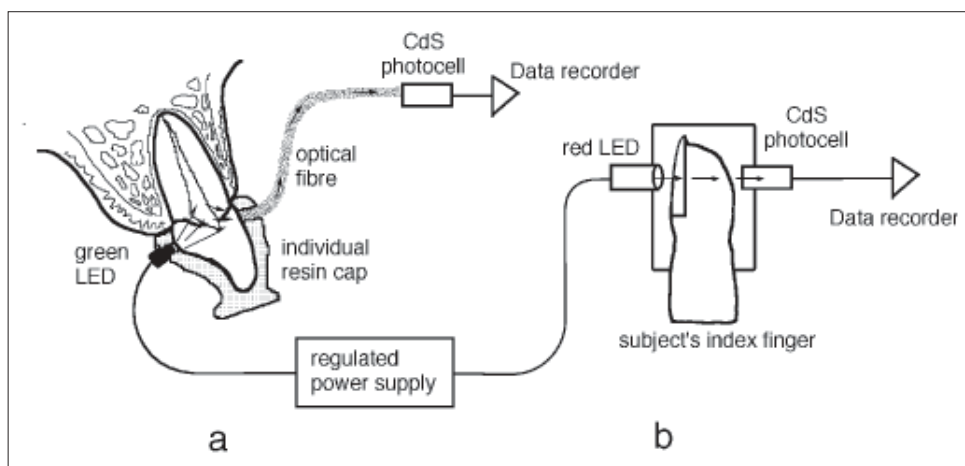 CdS
photocell
Data recorder
optical
fibre
green
LED
individual
resin cap
regulated
power supply
a
red LED
CdS
photocell
Data recorder
subject's index finger
b